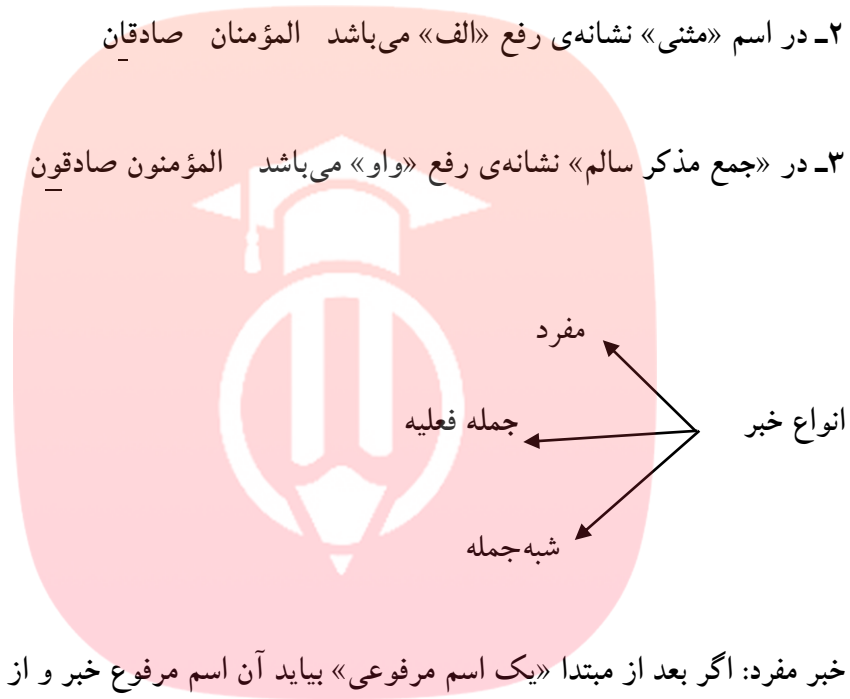 ۲ـ در اسم «مثنی» نشانه‌ی رفع «الف» می‌باشد المؤمنان صادقان
۳ـ در «جمع مذکر سالم» نشانه‌ی رفع «واو» می‌باشد المؤمنون صادقون
مفرد
انواع خبر جمله فعلیه
شبه‌جمله
خبر مفرد: اگر بعد از مبتدا «یک اسم مرفوعی» بیاید آن اسم مرفوع خبر و از